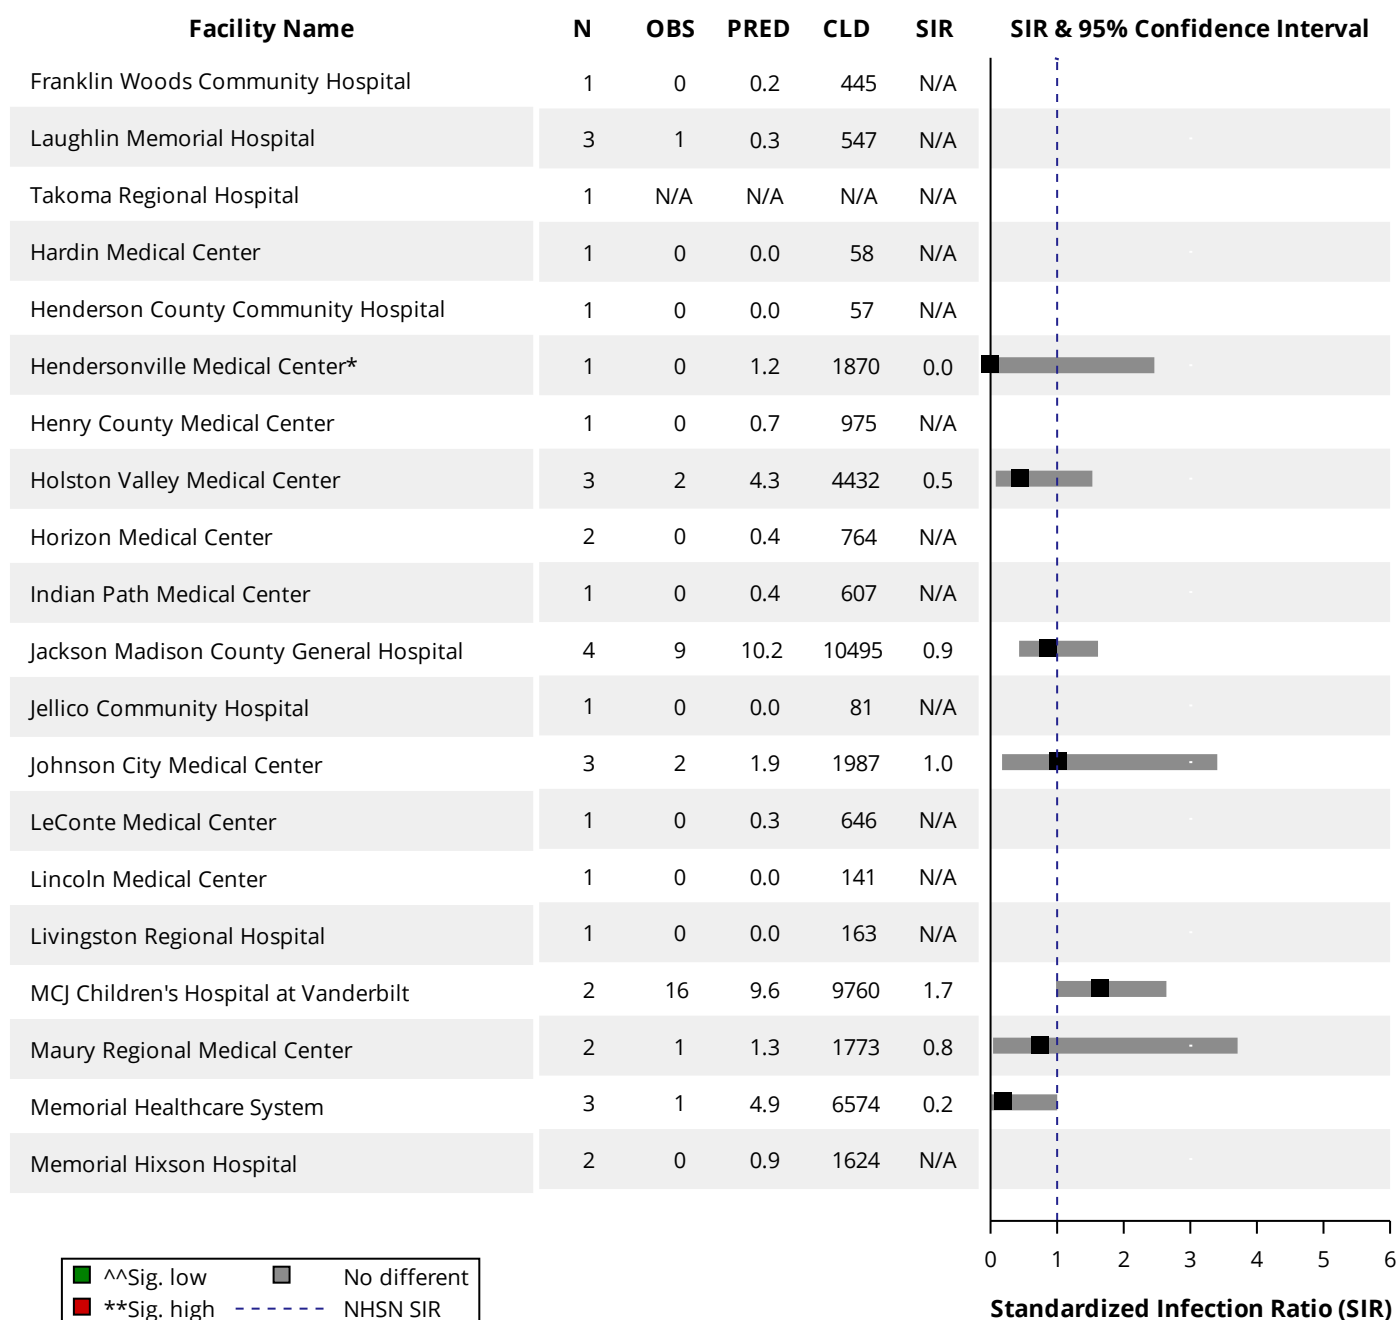 Facility Name N OBS PRED CLD SIR SIR & 95% Confidence Interval
Franklin Woods Community Hospital 1 0 0.2 445 N/A
Laughlin Memorial Hospital 3 1 0.3 547 N/A
Takoma Regional Hospital 1 N/A N/A N/A N/A
Hardin Medical Center 1 0 0.0 58 N/A
Henderson County Community Hospital 1 0 0.0 57 N/A
Hendersonville Medical Center* 1 0 1.2 1870 0.0
Henry County Medical Center 1 0 0.7 975 N/A
Holston Valley Medical Center 3 2 4.3 4432 0.5
Horizon Medical Center 2 0 0.4 764 N/A
Indian Path Medical Center 1 0 0.4 607 N/A
Jackson Madison County General Hospital 4 9 10.2 10495 0.9
Jellico Community Hospital 1 0 0.0 81 N/A
Johnson City Medical Center 3 2 1.9 1987 1.0
LeConte Medical Center 1 0 0.3 646 N/A
Lincoln Medical Center 1 0 0.0 141 N/A
Livingston Regional Hospital 1 0 0.0 163 N/A
MCJ Children's Hospital at Vanderbilt 2 16 9.6 9760 1.7
Maury Regional Medical Center 2 1 1.3 1773 0.8
Memorial Healthcare System 3 1 4.9 6574 0.2
Memorial Hixson Hospital 2 0 0.9 1624 N/A
0 1 2 3 4 5 6
^^Sig. low No different
**Sig. high NHSN SIR
Standardized Infection Ratio (SIR)